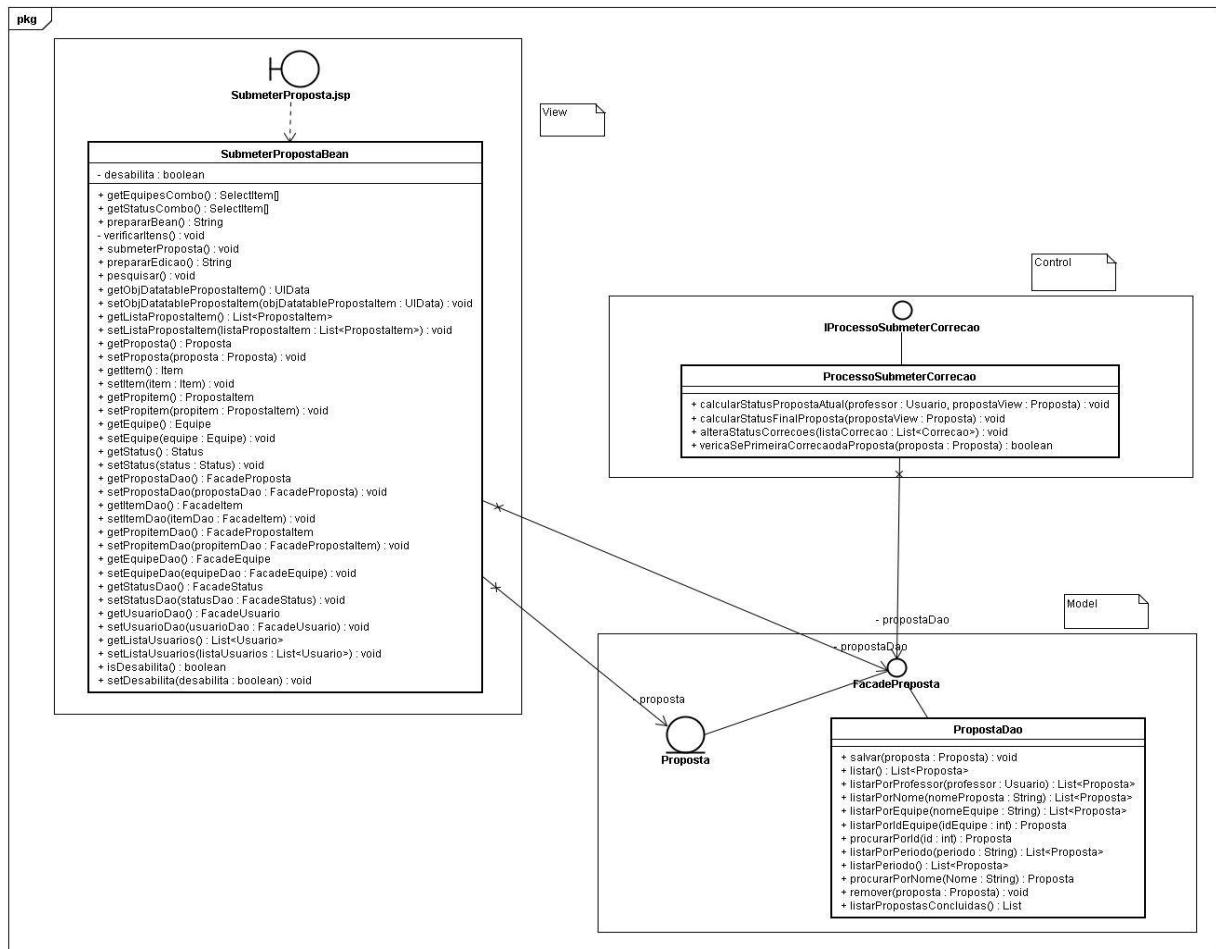 pkg
SubmeterProposta.jsp
View
SubmeterPropostaBean
- desabilita : boolean
+ getEquipesCombo() : SelectItem[]
+ getStatusCombo() : SelectItem[]
+ prepararBean() : String
- verificarItens() : void
+ submeterProposta() : void
+ prepararEdicao() : String
+ pesquisar() : void
+ getObjDatatablePropostaItem() : UIData
+ setObjDatatablePropostaItem(objDatatablePropostaItem : UIData) : void
+ getListaPropostaItem() : List<PropostaItem>
+ setListaPropostaItem(listaPropostaItem : List<PropostaItem>) : void
+ getProposta() : Proposta
+ setProposta(proposta : Proposta) : void
+ getItem() : Item
+ setItem(item : Item) : void
+ getPropitem() : PropostaItem
+ setPropitem(propitem : PropostaItem) : void
+ getEquipe() : Equipe
+ setEquipe(equipe : Equipe) : void
+ getStatus() : Status
+ setStatus(status : Status) : void
+ getPropostaDao() : FacadeProposta
+ setPropostaDao(propostaDao : FacadeProposta) : void
+ getItemDao() : FacadeItem
+ setItemDao(itemDao : FacadeItem) : void
+ getPropitemDao() : FacadePropostaItem
+ setPropitemDao(propitemDao : FacadePropostaItem) : void
+ getEquipeDao() : FacadeEquipe
+ setEquipeDao(equipeDao : FacadeEquipe) : void
+ getStatusDao() : FacadeStatus
+ setStatusDao(statusDao : FacadeStatus) : void
+ getUsuarioDao() : FacadeUsuario
+ setUsuarioDao(usuarioDao : FacadeUsuario) : void
+ getListaUsuarios() : List<Usuario>
+ setListaUsuarios(listaUsuarios : List<Usuario>) : void
+ isDesabilita() : boolean
+ setDesabilita(desabilita : boolean) : void
Control
IProcessoSubmeterCorrecao
ProcessoSubmeterCorrecao
+ calcularStatusPropostaAtual(professor : Usuario, propostaView : Proposta) : void
+ calcularStatusFinalProposta(propostaView : Proposta) : void
+ alteraStatusCorrecoes(listaCorrecao : List<Correcao>) : void
+ vericaSePrimeiraCorrecaodaProposta(proposta : Proposta) : boolean
Model
- propostaDao
- propostaDao
FacadeProposta
- proposta
Proposta
PropostaDao
+ salvar(proposta : Proposta) : void
+ listar() : List<Proposta>
+ listarPorProfessor(professor : Usuario) : List<Proposta>
+ listarPorNome(nomeProposta : String) : List<Proposta>
+ listarPorEquipe(nomeEquipe : String) : List<Proposta>
+ listarPorIdEquipe(idEquipe : int) : Proposta
+ procurarPorId(id : int) : Proposta
+ listarPorPeriodo(periodo : String) : List<Proposta>
+ listarPeriodo() : List<Proposta>
+ procurarPorNome(Nome : String) : Proposta
+ remover(proposta : Proposta) : void
+ listarPropostasConcluidas() : List